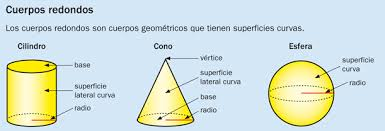 Cuerpos redondos
Los cuerpos redondos son cuerpos geométricos que tienen superficies curvas.
Cilindro
base
superficie
lateral curva
radio
Cono
vértice
superficie
lateral curva
base
radio
Esfera
superficie
curva
radio